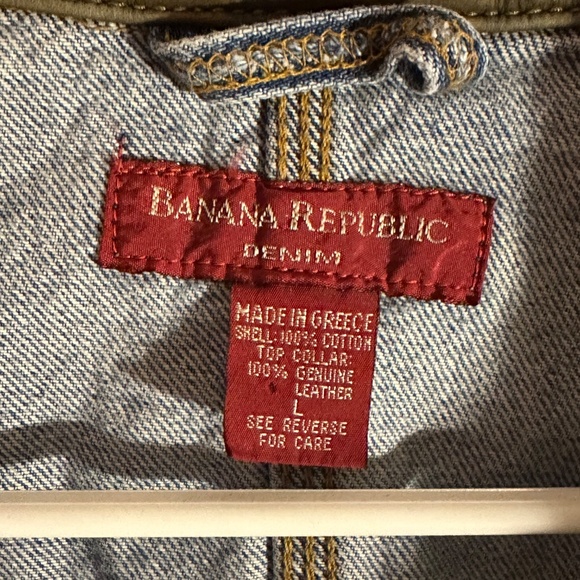 BANANA REPUBLIC
DENIM
MADE IN GREECE
SHELL: 100% COTTON
TOP COLLAR:
100% GENUINE
LEATHER
L
SEE REVERSE
FOR CARE